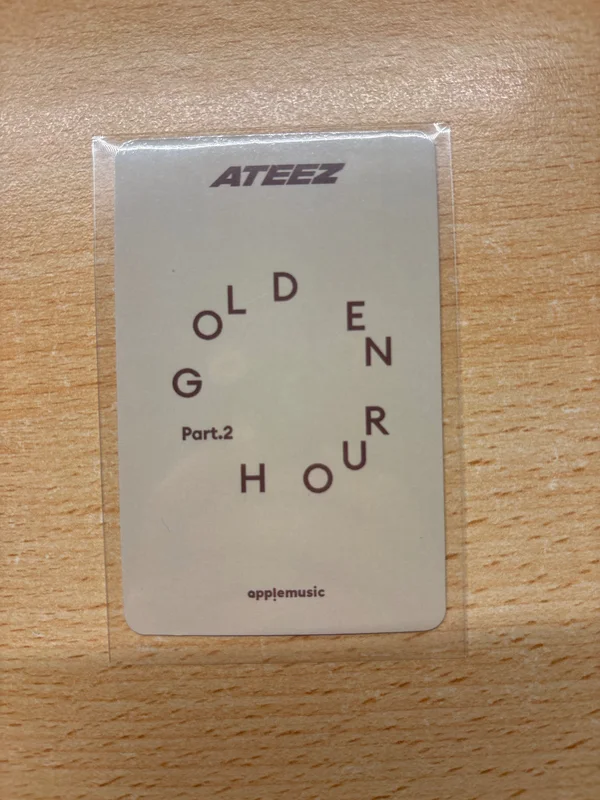 ATEEZ
GOLDEN
HOUR
Part.2
applemusic